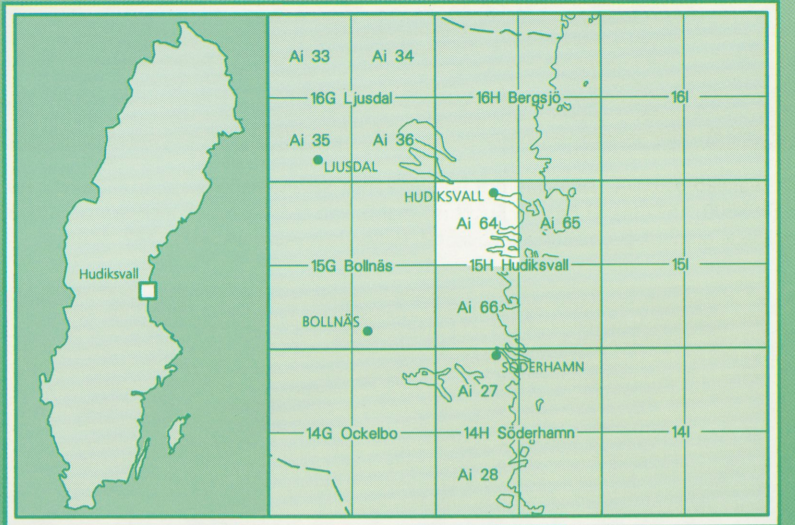 Ai 33 Ai 34
16G Ljusdal 16H Bergsjö 16I
Ai 35 Ai 36
LJUSDAL
HUDIKSVALL
Ai 64 Ai 65
Hudiksvall
15G Bollnäs 15H Hudiksvall 15I
Ai 66
BOLLNÄS
SÖDERHAMN
Ai 27
14G Ockelbo 14H Söderhamn 14I
Ai 28